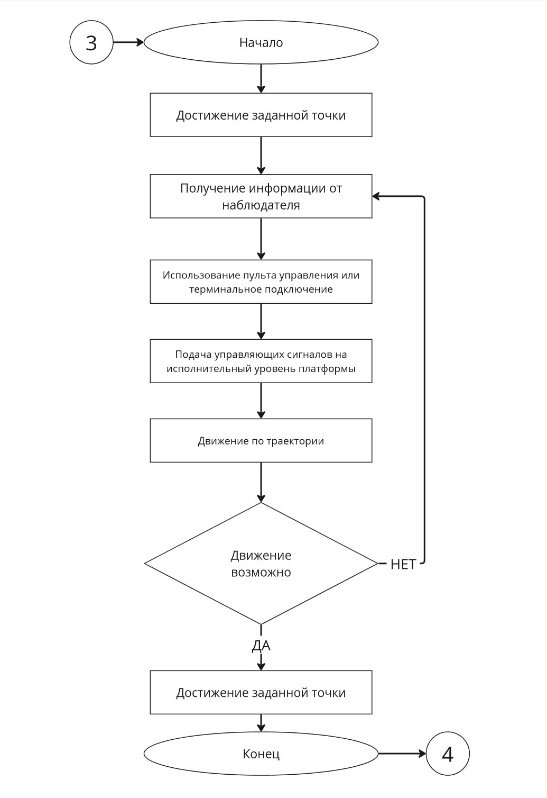 3
Начало
Достижение заданной точки
Получение информации от
наблюдателя
Использование пульта управления или
терминальное подключение
Подача управляющих сигналов на
исполнительный уровень платформы
Движение по траектории
Движение
возможно
НЕТ
ДА
Достижение заданной точки
Конец
4